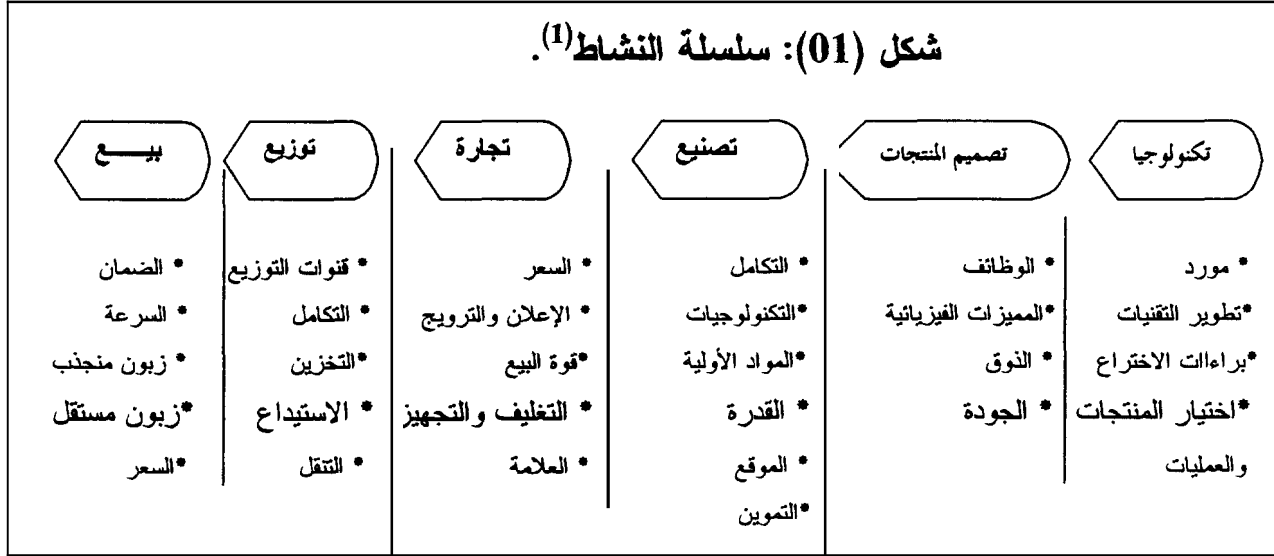 شكل (01): سلسلة النشاط(1).
تكنولوجيا
تصميم المنتجات
تصنيع
تجارة
توزيع
بيـــــع
* مورد
*تطوير التقنيات
*براءاات الاختراع
*اختيار المنتجات
والعمليات
* الوظائف
*المميزات الفيزيائية
* الذوق
* الجودة
* التكامل
*التكنولوجيات
*المواد الأولية
* القدرة
* الموقع
*التموين
* السعر
* الإعلان والترويج
*قوة البيع
* التغليف والتجهيز
* العلامة
* قنوات التوزيع
* التكامل
*التخزين
* الاستيداع
* التنقل
* الضمان
* السرعة
* زبون منجذب
*زبون مستقل
*السعر